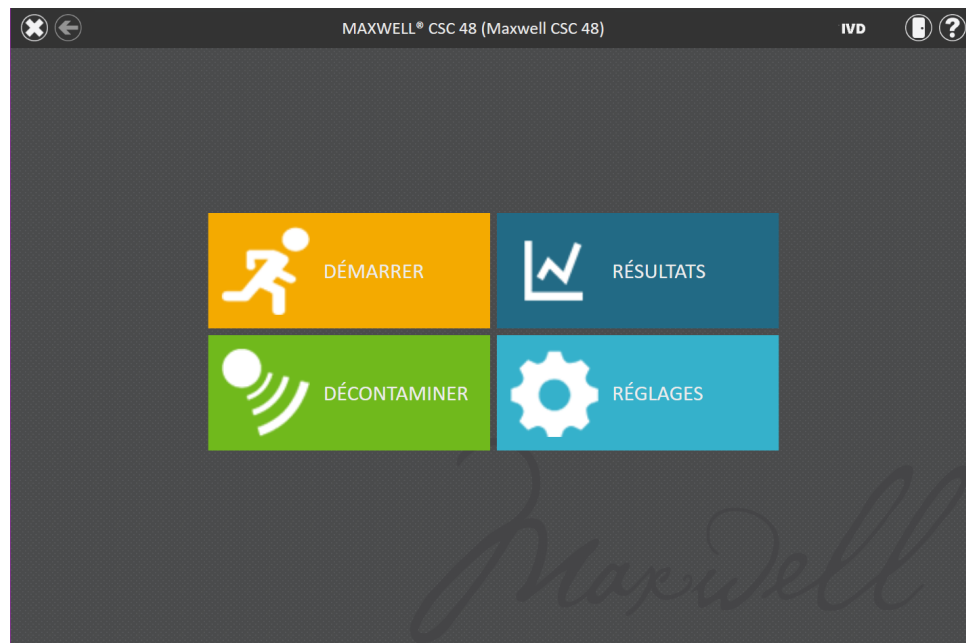 MAXWELL® CSC 48 (Maxwell CSC 48)
IVD
?
DÉMARRER
RÉSULTATS
DÉCONTAMINER
RÉGLAGES
Maxwell